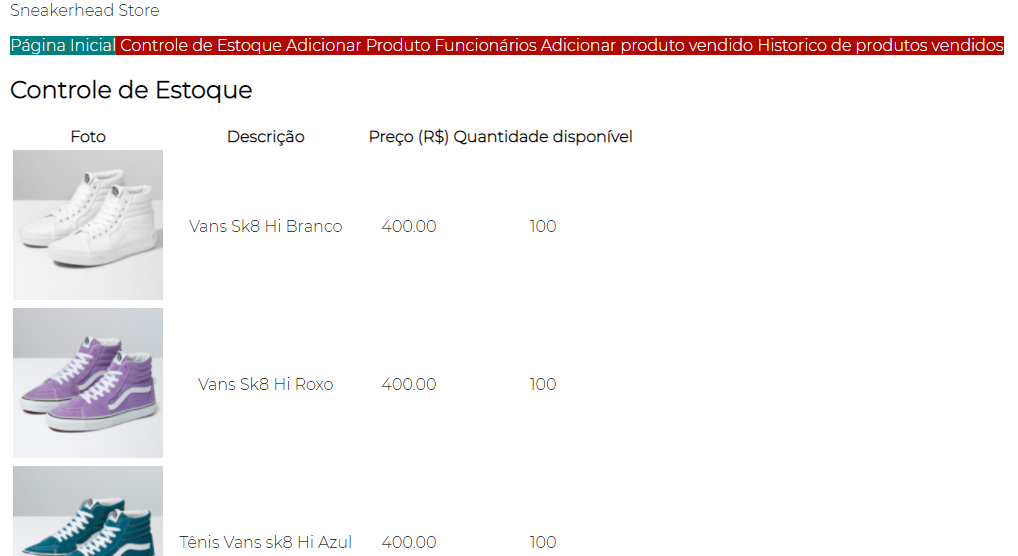 Sneakerhead Store
Página Inicial Controle de Estoque Adicionar Produto Funcionários Adicionar produto vendido Historico de produtos vendidos
Controle de Estoque
Foto Descrição Preço (R$) Quantidade disponível
Vans Sk8 Hi Branco 400.00 100
Vans Sk8 Hi Roxo 400.00 100
Tênis Vans sk8 Hi Azul 400.00 100